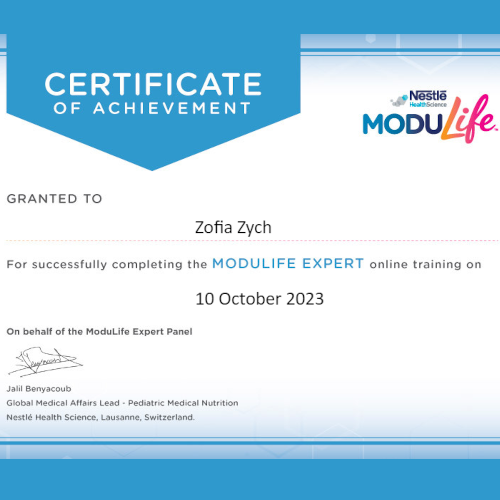 CERTIFICATE
OF ACHIEVEMENT
Nestlé
HealthScience
MODULife
GRANTED TO
Zofia Zych
For successfully completing the MODULIFE EXPERT online training on
10 October 2023
On behalf of the ModuLife Expert Panel
Jalil Benyacoub
Global Medical Affairs Lead - Pediatric Medical Nutrition
Nestlé Health Science, Lausanne, Switzerland.